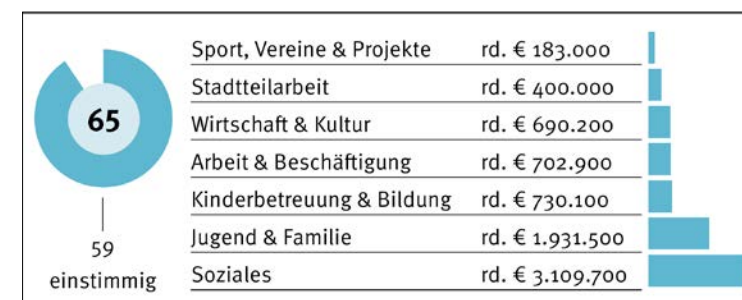 65
59
einstimmig
Sport, Vereine & Projekte rd. € 183.000
Stadtteilarbeit rd. € 400.000
Wirtschaft & Kultur rd. € 690.200
Arbeit & Beschäftigung rd. € 702.900
Kinderbetreuung & Bildung rd. € 730.100
Jugend & Familie rd. € 1.931.500
Soziales rd. € 3.109.700